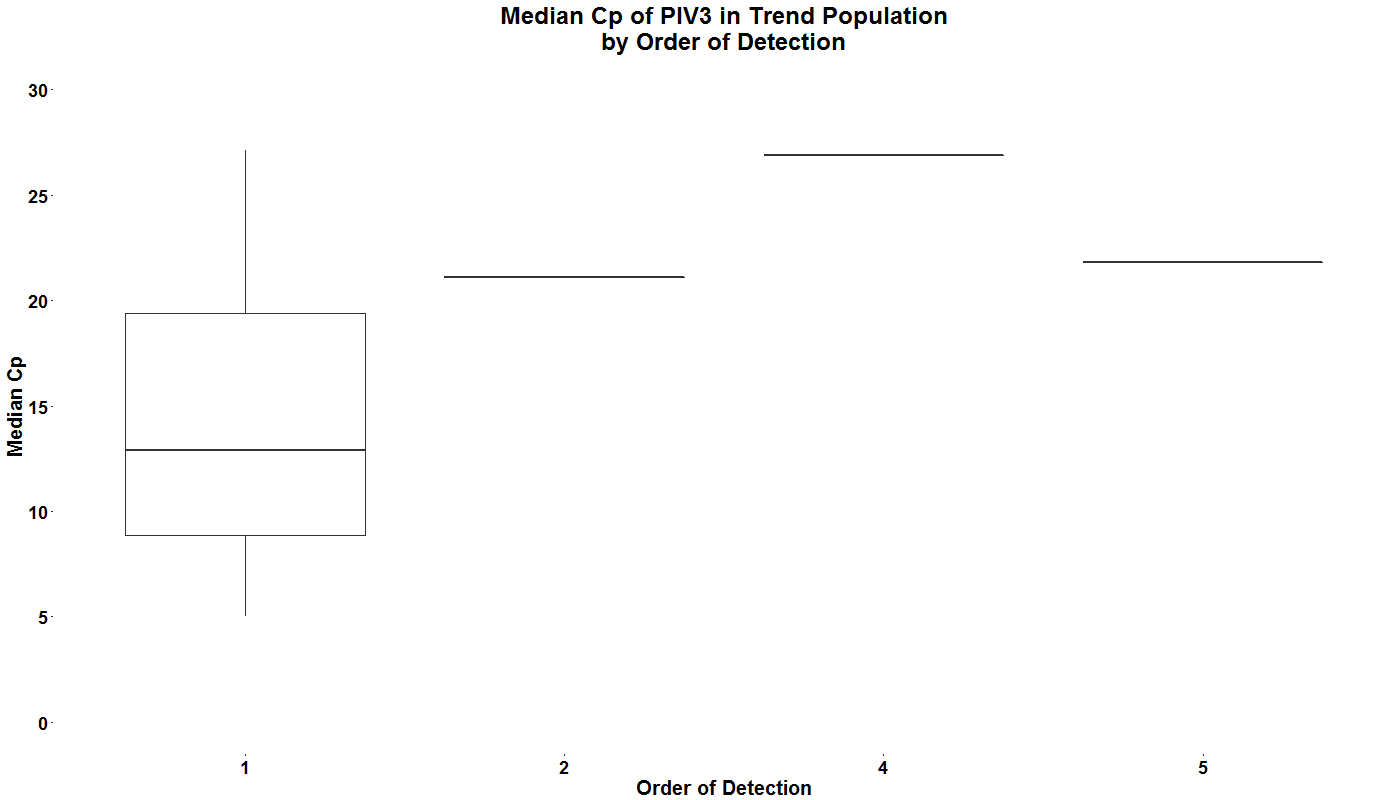 Median Cp of PIV3 in Trend Population
by Order of Detection
30
25
20
15
10
5
0
Median Cp
1
2
4
5
Order of Detection